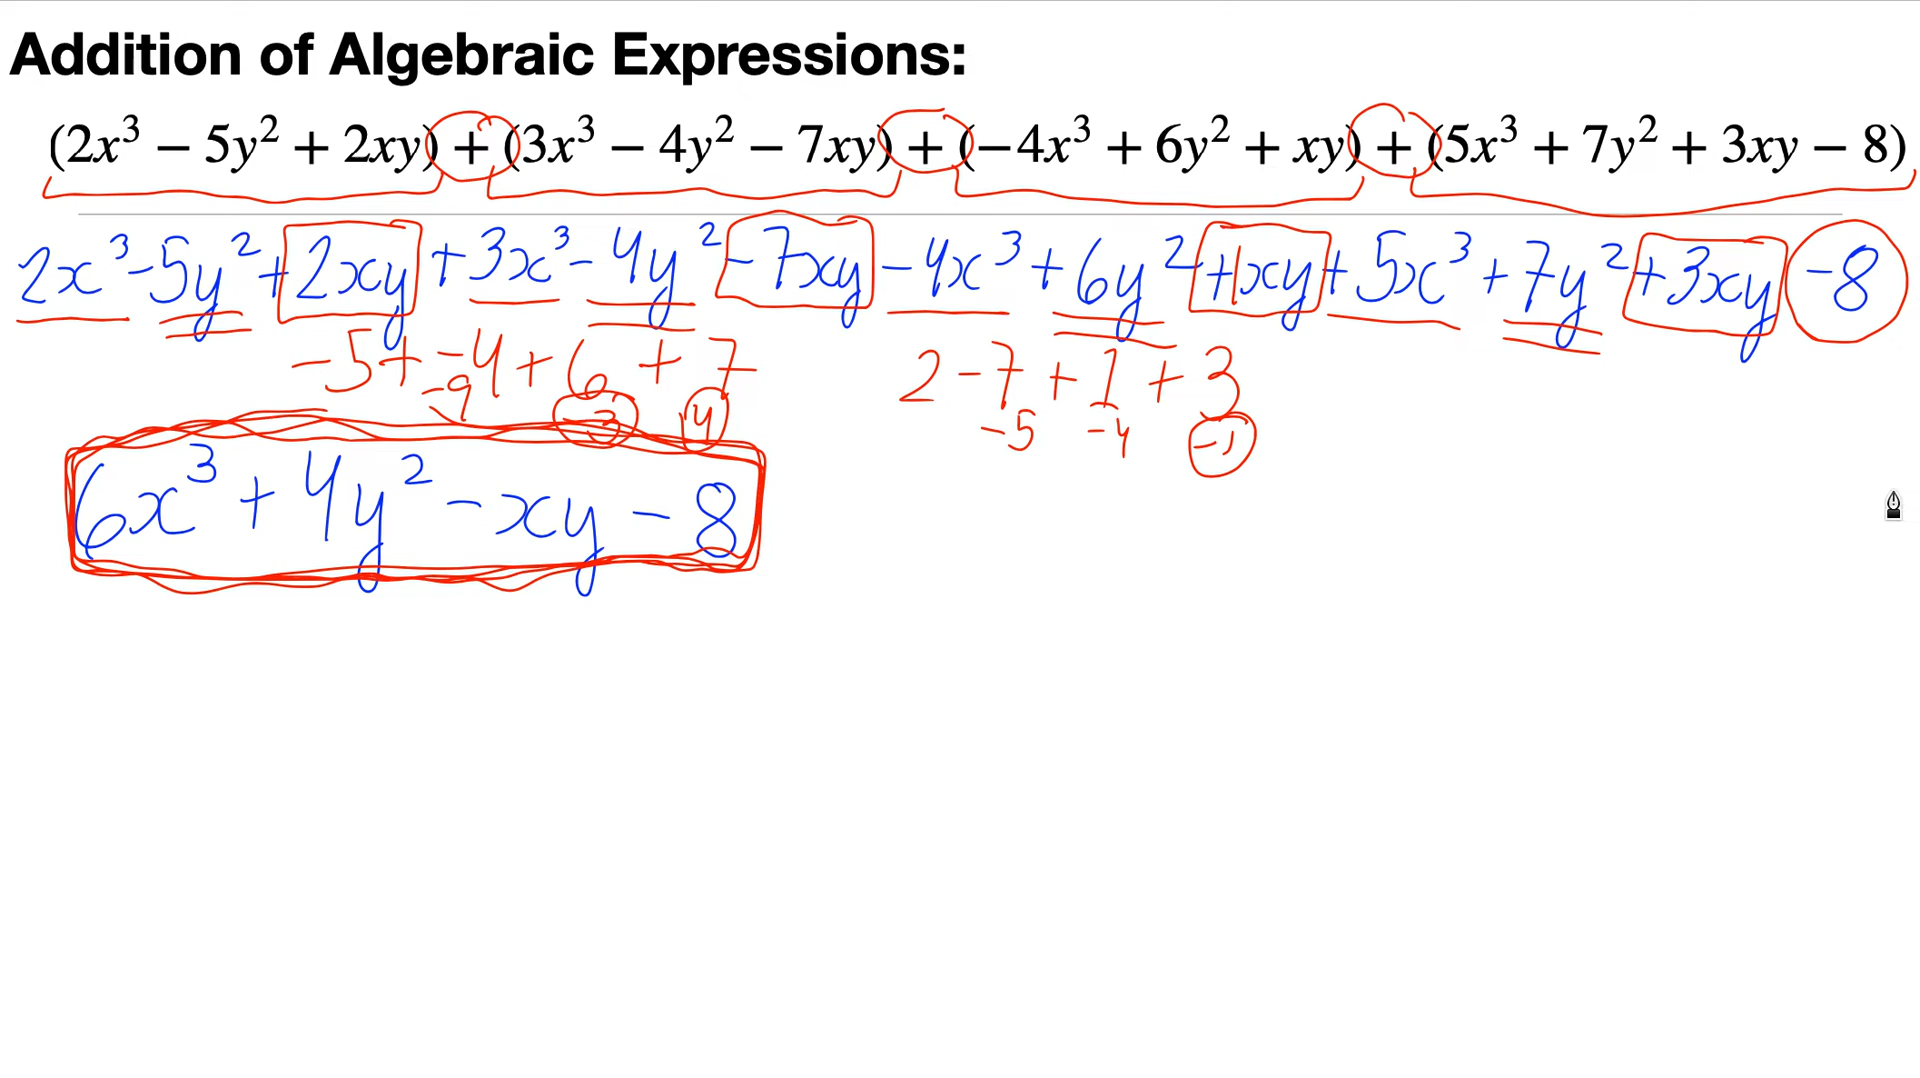 Addition of Algebraic Expressions:
(2x³ − 5y² + 2xy) + (3x³ − 4y² − 7xy) + (−4x³ + 6y² + xy) + (5x³ + 7y² + 3xy − 8)
2x³ - 5y² + 2xy + 3x³ - 4y² - 7xy - 4x³ + 6y² + 1xy + 5x³ + 7y² + 3xy - 8
-5 + -4 + 6 + 7 2 - 7 + 1 + 3
-9 -3 4 -5 -4 -1
6x³ + 4y² - xy - 8